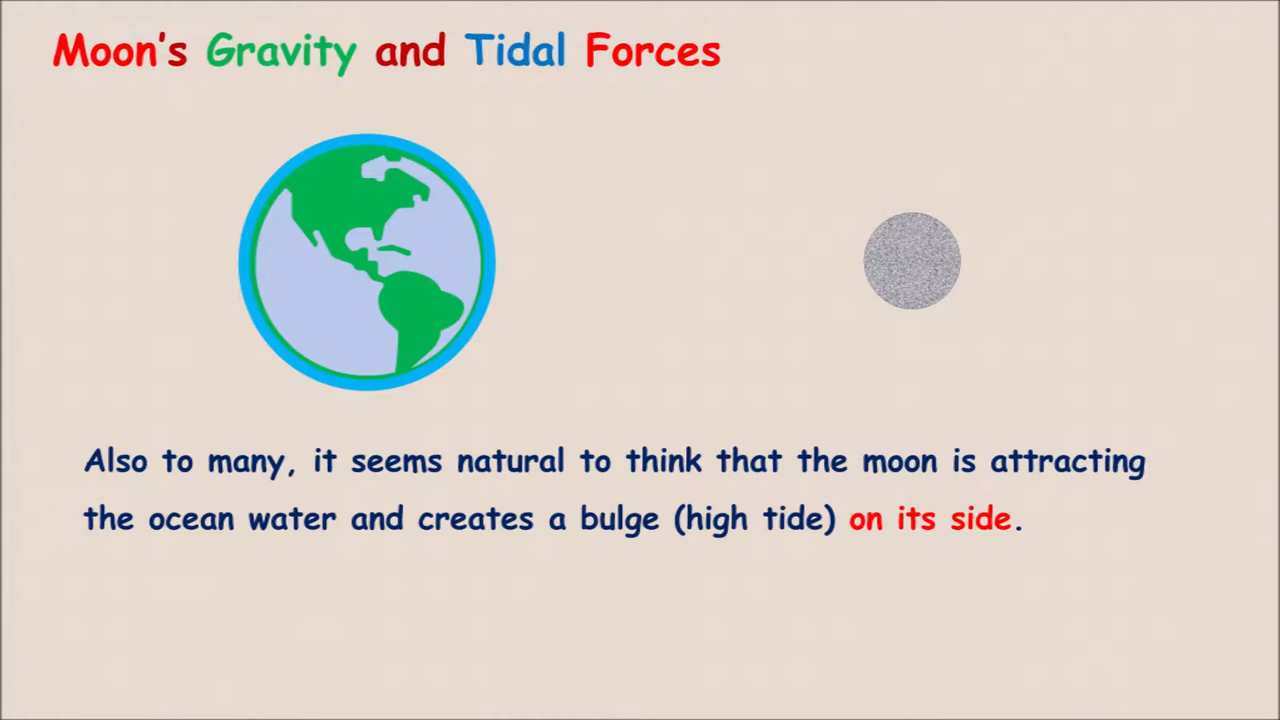 Moon's Gravity and Tidal Forces
Also to many, it seems natural to think that the moon is attracting
the ocean water and creates a bulge (high tide) on its side.